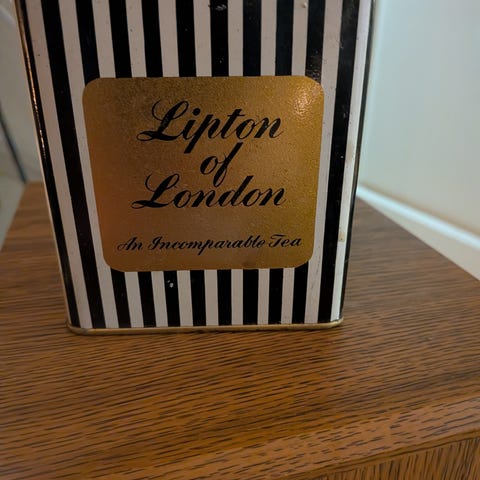 Lipton
of
London
An Incomparable Tea